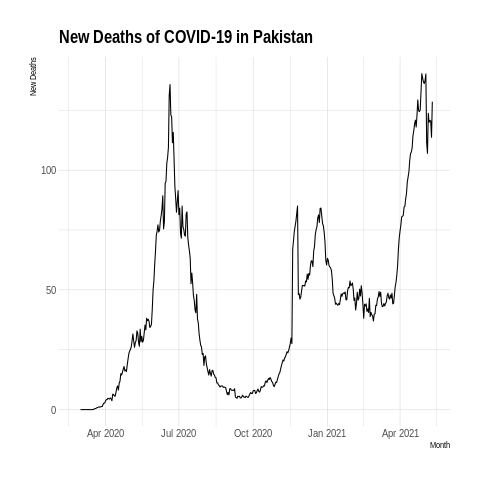 New Deaths of COVID-19 in Pakistan
New Deaths
100
50
0
Apr 2020 Jul 2020 Oct 2020 Jan 2021 Apr 2021
Month